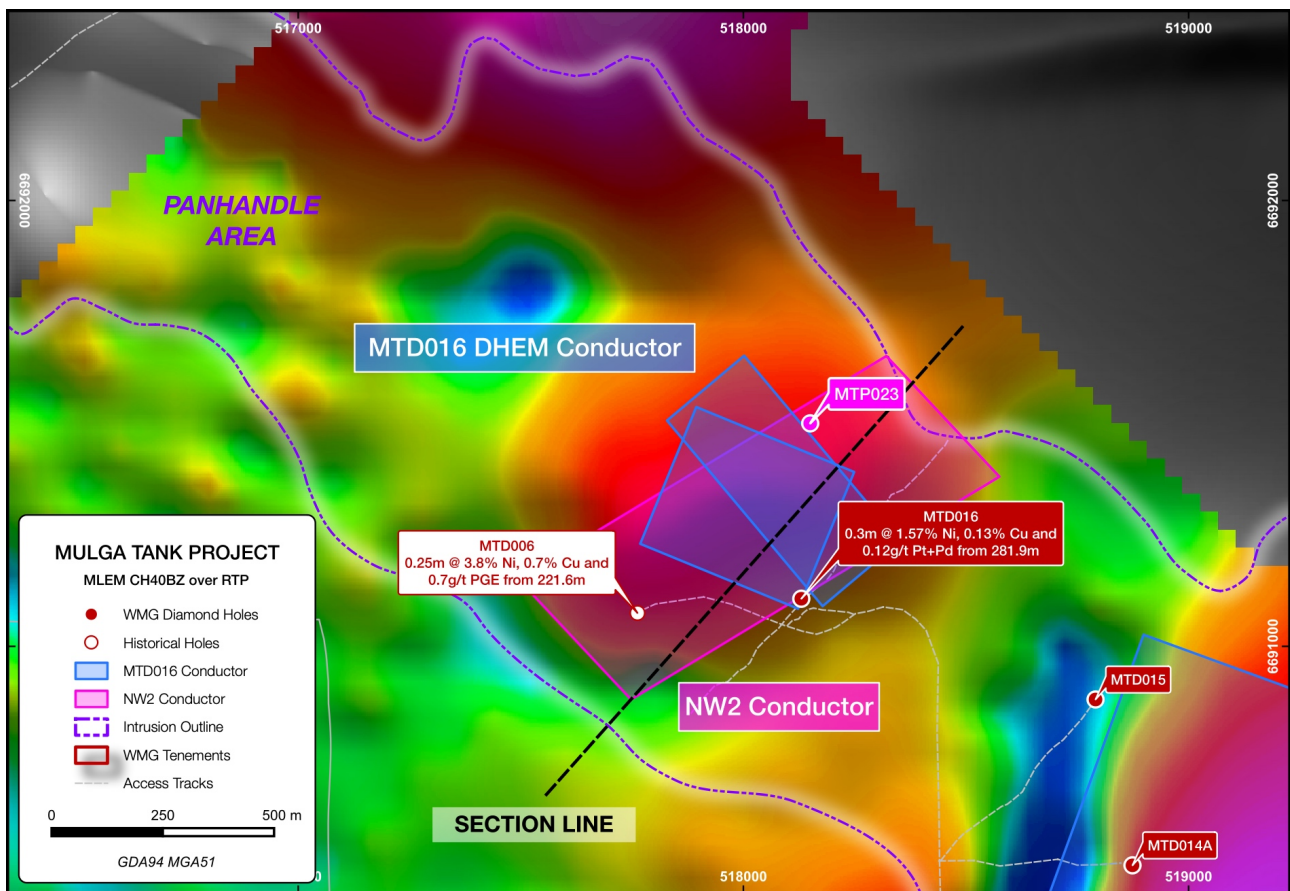 517000
518000
519000
6692000
6692000
PANHANDLE
AREA
MTD016 DHEM Conductor
MTP023
MTD016
0.3m @ 1.57% Ni, 0.13% Cu and
0.12g/t Pt+Pd from 281.9m
MTD006
0.25m @ 3.8% Ni, 0.7% Cu and
0.7g/t PGE from 221.6m
6691000
MTD015
NW2 Conductor
SECTION LINE
MTD014A
MULGA TANK PROJECT
MLEM CH40BZ over RTP
WMG Diamond Holes
Historical Holes
MTD016 Conductor
NW2 Conductor
Intrusion Outline
WMG Tenements
Access Tracks
0 250 500 m
GDA94 MGA51
518000
519000